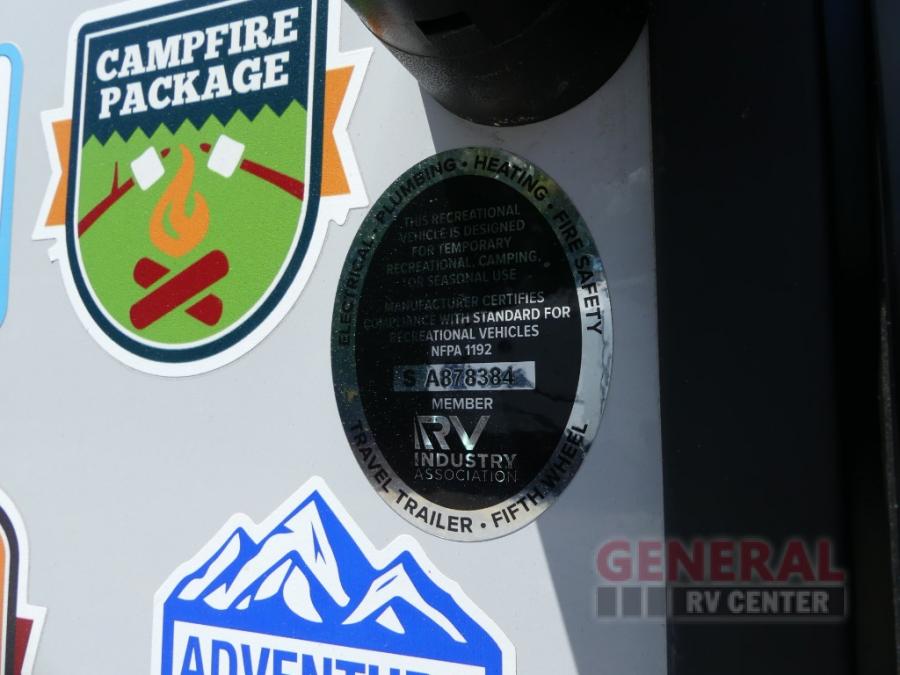 CAMPFIRE
PACKAGE
ELECTRICAL • PLUMBING • HEATING • FIRE SAFETY
THIS RECREATIONAL
VEHICLE IS DESIGNED
FOR TEMPORARY
RECREATIONAL, CAMPING,
OR SEASONAL USE
MANUFACTURER CERTIFIES
COMPLIANCE WITH STANDARD FOR
RECREATIONAL VEHICLES
NFPA 1192
S A878384
MEMBER
RV
INDUSTRY
ASSOCIATION
TRAVEL TRAILER • FIFTH WHEEL
GENERAL
RV CENTER